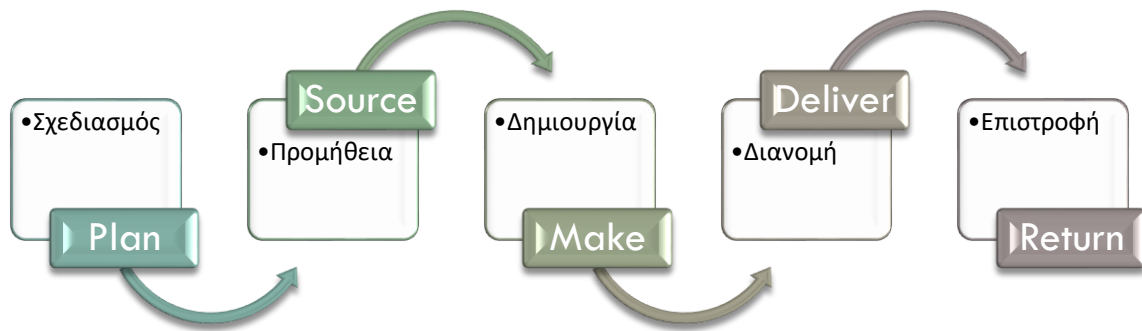 •Σχεδιασμός
Plan
Source
•Προμήθεια
•Δημιουργία
Make
Deliver
•Διανομή
•Επιστροφή
Return